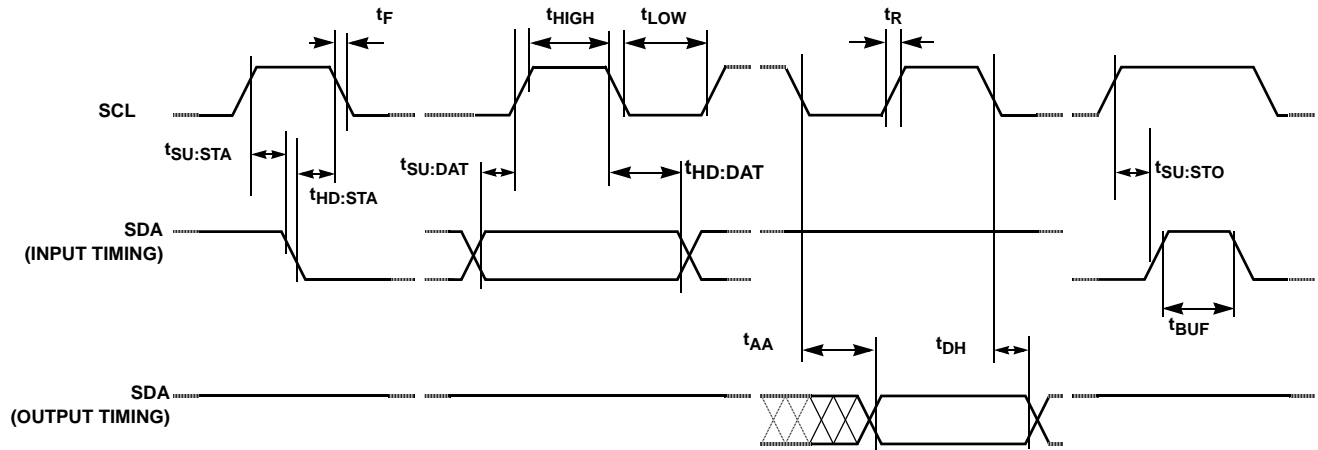 tF
tHIGH
tLOW
tR
SCL
tSU:STA
tHD:STA
tSU:DAT
tHD:DAT
tSU:STO
SDA
(INPUT TIMING)
tBUF
tAA
tDH
SDA
(OUTPUT TIMING)